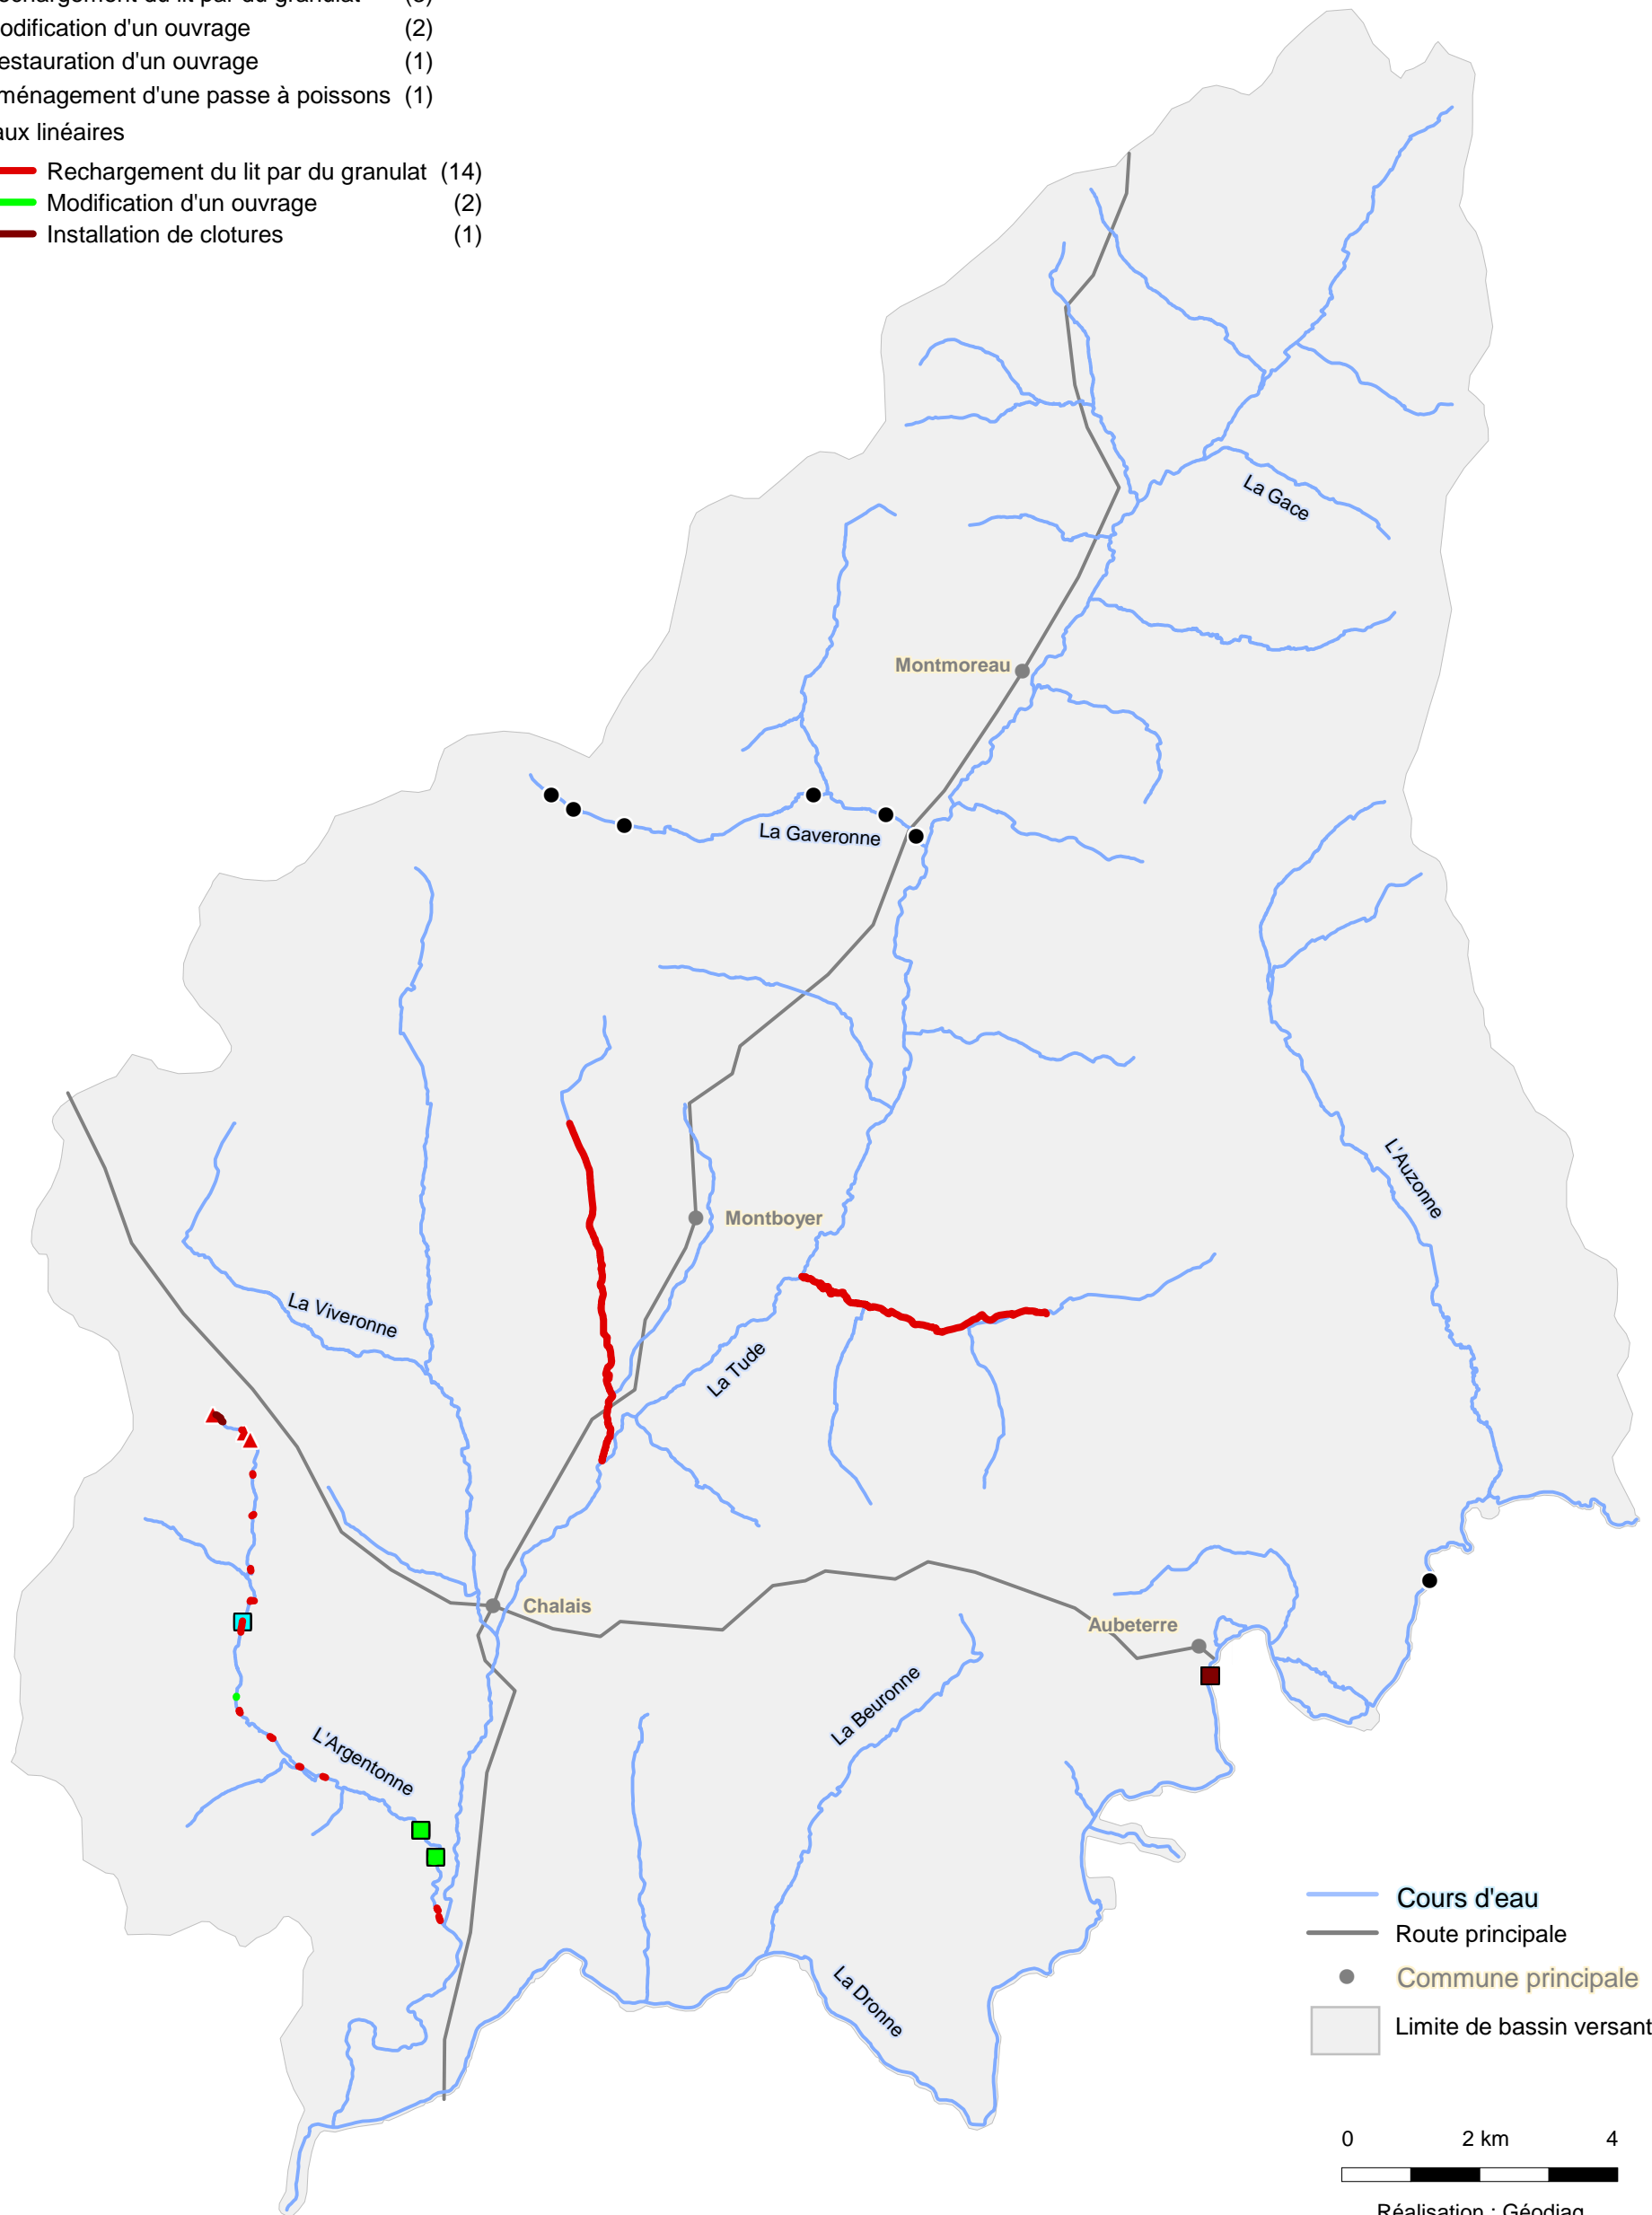 odification d'un ouvrage (2)
estauration d'un ouvrage (1)
ménagement d'une passe à poissons (1)
aux linéaires
Rechargement du lit par du granulat (14)
Modification d'un ouvrage (2)
Installation de clotures (1)
La Gace
Montmoreau
La Gaveronne
L'Auzonne
Montboyer
La Viveronne
La Tude
Chalais
Aubeterre
La Beuronne
L'Argentonne
La Dronne
Cours d'eau
Route principale
Commune principale
Limite de bassin versant
0 2 km 4
Réalisation : Géodiag